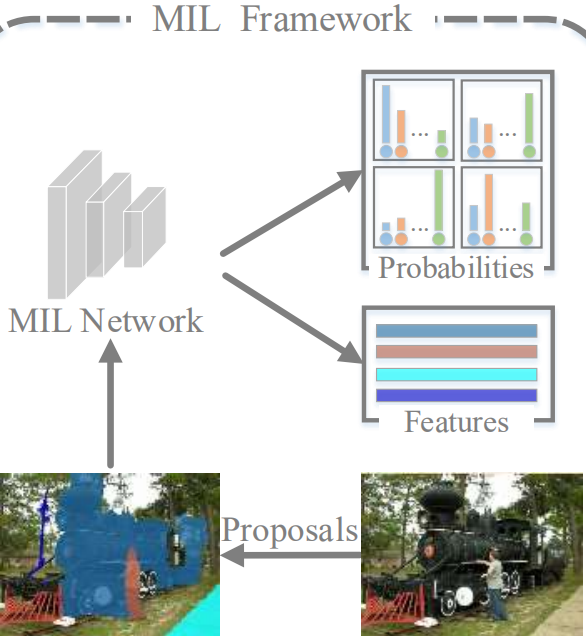 MIL Framework
...
...
...
...
Probabilities
MIL Network
Features
Proposals